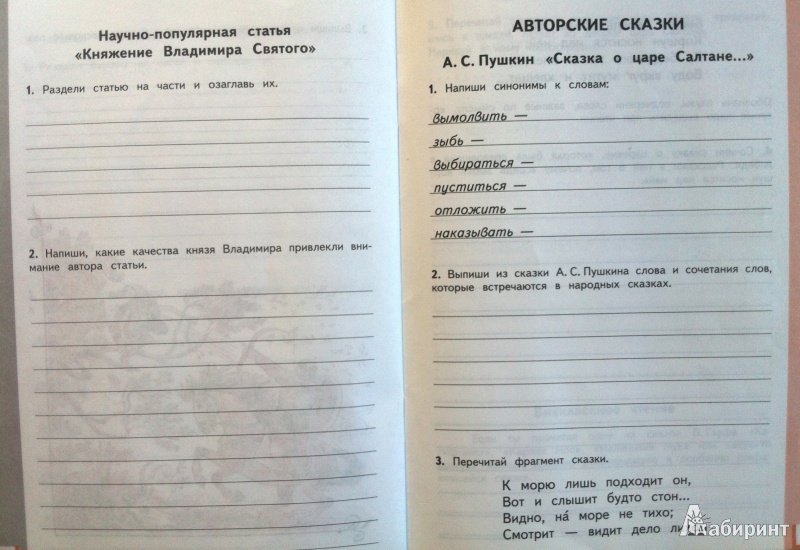 Научно-популярная статья
«Княжение Владимира Святого»
1. Раздели статью на части и озаглавь их.
2. Напиши, какие качества князя Владимира привлекли вни-
мание автора статьи.
АВТОРСКИЕ СКАЗКИ
А. С. Пушкин «Сказка о царе Салтане...»
1. Напиши синонимы к словам:
вымолвить —
зыбь —
выбираться —
пуститься —
отложить —
наказывать —
2. Выпиши из сказки А. С. Пушкина слова и сочетания слов,
которые встречаются в народных сказках.
3. Перечитай фрагмент сказки.
К морю лишь подходит он,
Вот и слышит будто стон...
Видно, на́ море не тихо;
Смотрит — видит дело
Лабиринт